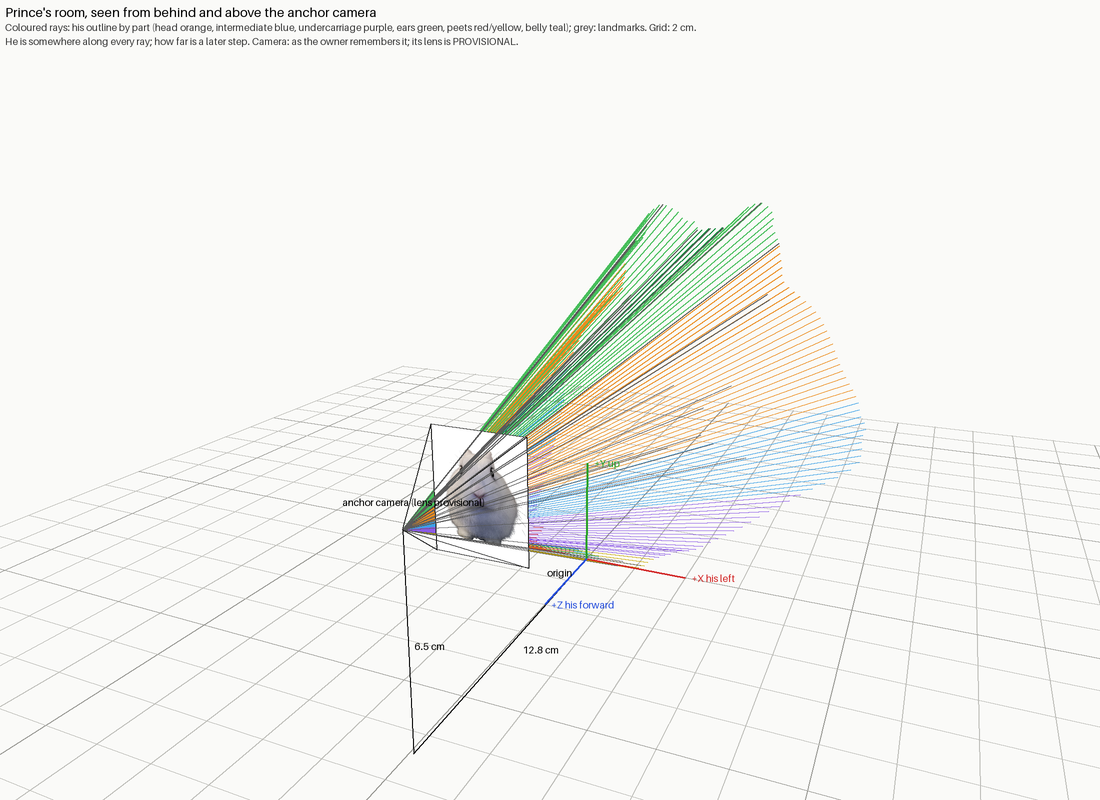 Prince's room, seen from behind and above the anchor camera
Coloured rays: his outline by part (head orange, intermediate blue, undercarriage purple, ears green, peets red/yellow, belly teal); grey: landmarks. Grid: 2 cm.
He is somewhere along every ray; how far is a later step. Camera: as the owner remembers it; its lens is PROVISIONAL.
+Y up
anchor camera (lens provisional)
origin
+X his left
+Z his forward
6.5 cm
12.8 cm